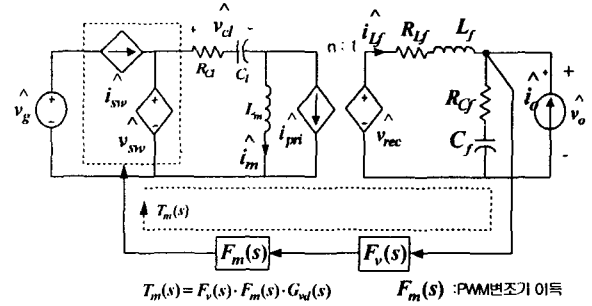 + v̂cl -
RCl
Cl
n : 1
îLf
RLf
Lf
v̂g
îsw
v̂sw
Lm
îm
îpri
v̂rec
RCf
Cf
îo
v̂o
Tm(s)
Fm(s)
Fv(s)
Tm(s) = Fv(s)·Fm(s)·Gvd(s)
Fm(s) :PWM변조기 이득